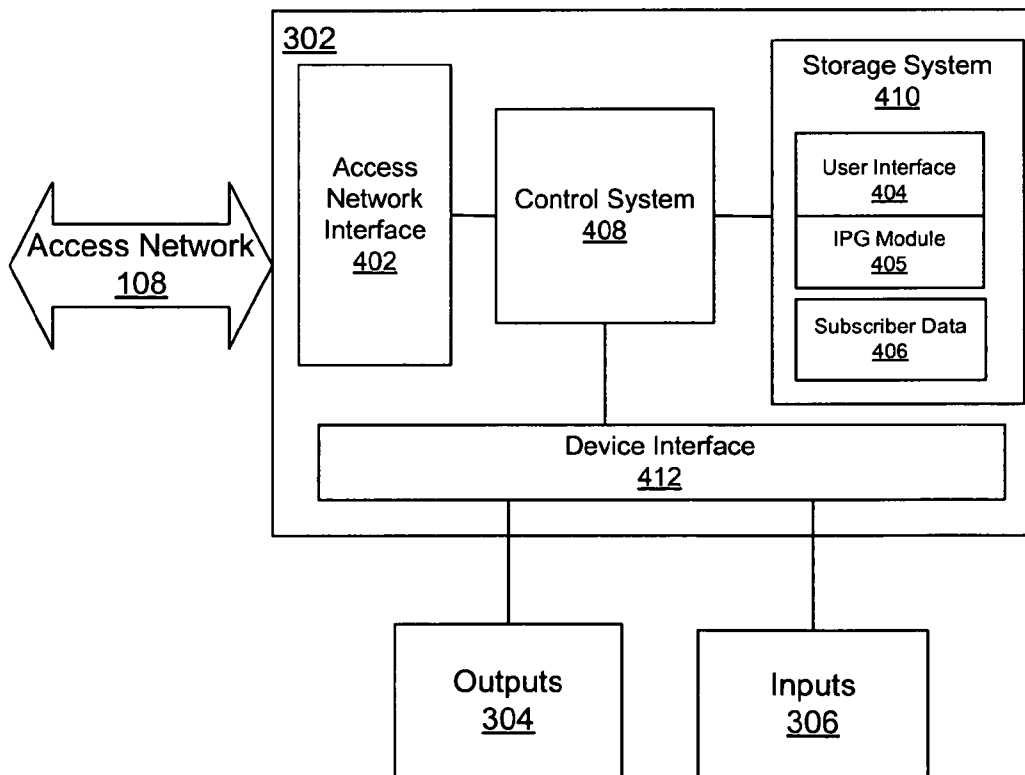 302
Access
Network
Interface
402
Control System
408
Storage System
410
User Interface
404
IPG Module
405
Subscriber Data
406
Access Network
108
Device Interface
412
Outputs
304
Inputs
306